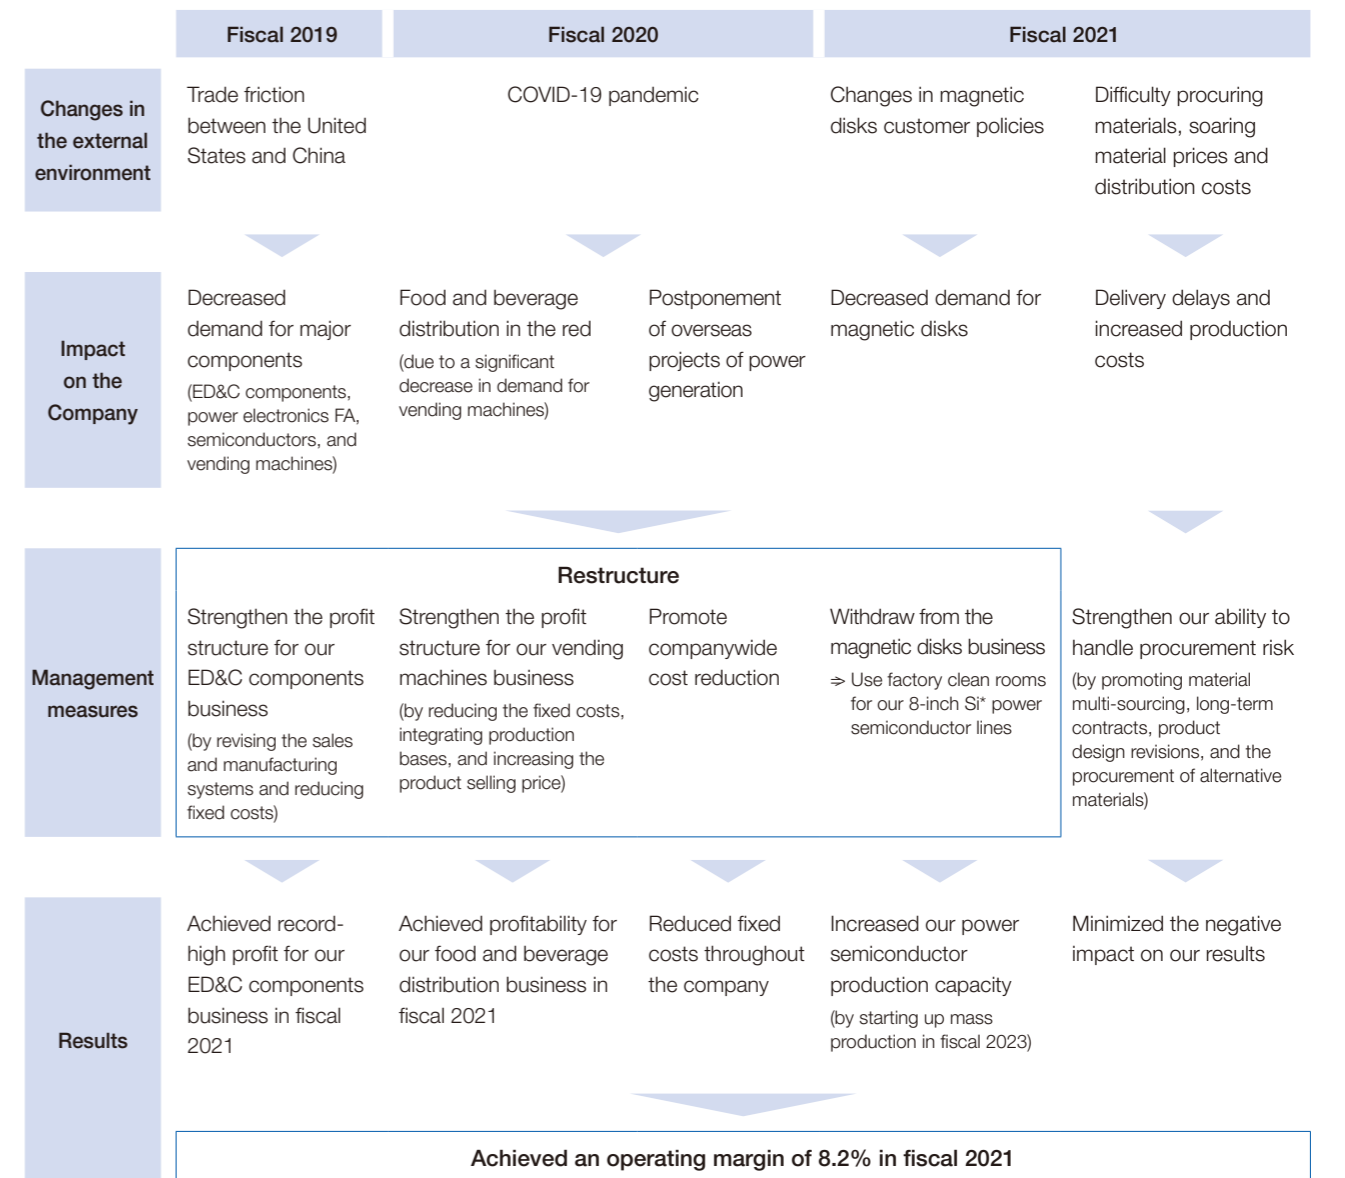 Fiscal 2019
Fiscal 2020
Fiscal 2021
Changes in
the external
environment
Trade friction
between the United
States and China
COVID-19 pandemic
Changes in magnetic
disks customer policies
Difficulty procuring
materials, soaring
material prices and
distribution costs
Impact
on the
Company
Decreased
demand for major
components
(ED&C components,
power electronics FA,
semiconductors, and
vending machines)
Food and beverage
distribution in the red
(due to a significant
decrease in demand for
vending machines)
Postponement
of overseas
projects of power
generation
Decreased demand for
magnetic disks
Delivery delays and
increased production
costs
Management
measures
Restructure
Strengthen the profit
structure for our
ED&C components
business
(by revising the sales
and manufacturing
systems and reducing
fixed costs)
Strengthen the profit
structure for our vending
machines business
(by reducing the fixed costs,
integrating production
bases, and increasing the
product selling price)
Promote
companywide
cost reduction
Withdraw from the
magnetic disks business
⇒ Use factory clean rooms
for our 8-inch Si* power
semiconductor lines
Strengthen our ability to
handle procurement risk
(by promoting material
multi-sourcing, long-term
contracts, product
design revisions, and the
procurement of alternative
materials)
Results
Achieved record-
high profit for our
ED&C components
business in fiscal
2021
Achieved profitability for
our food and beverage
distribution business in
fiscal 2021
Reduced fixed
costs throughout
the company
Increased our power
semiconductor
production capacity
(by starting up mass
production in fiscal 2023)
Minimized the negative
impact on our results
Achieved an operating margin of 8.2% in fiscal 2021